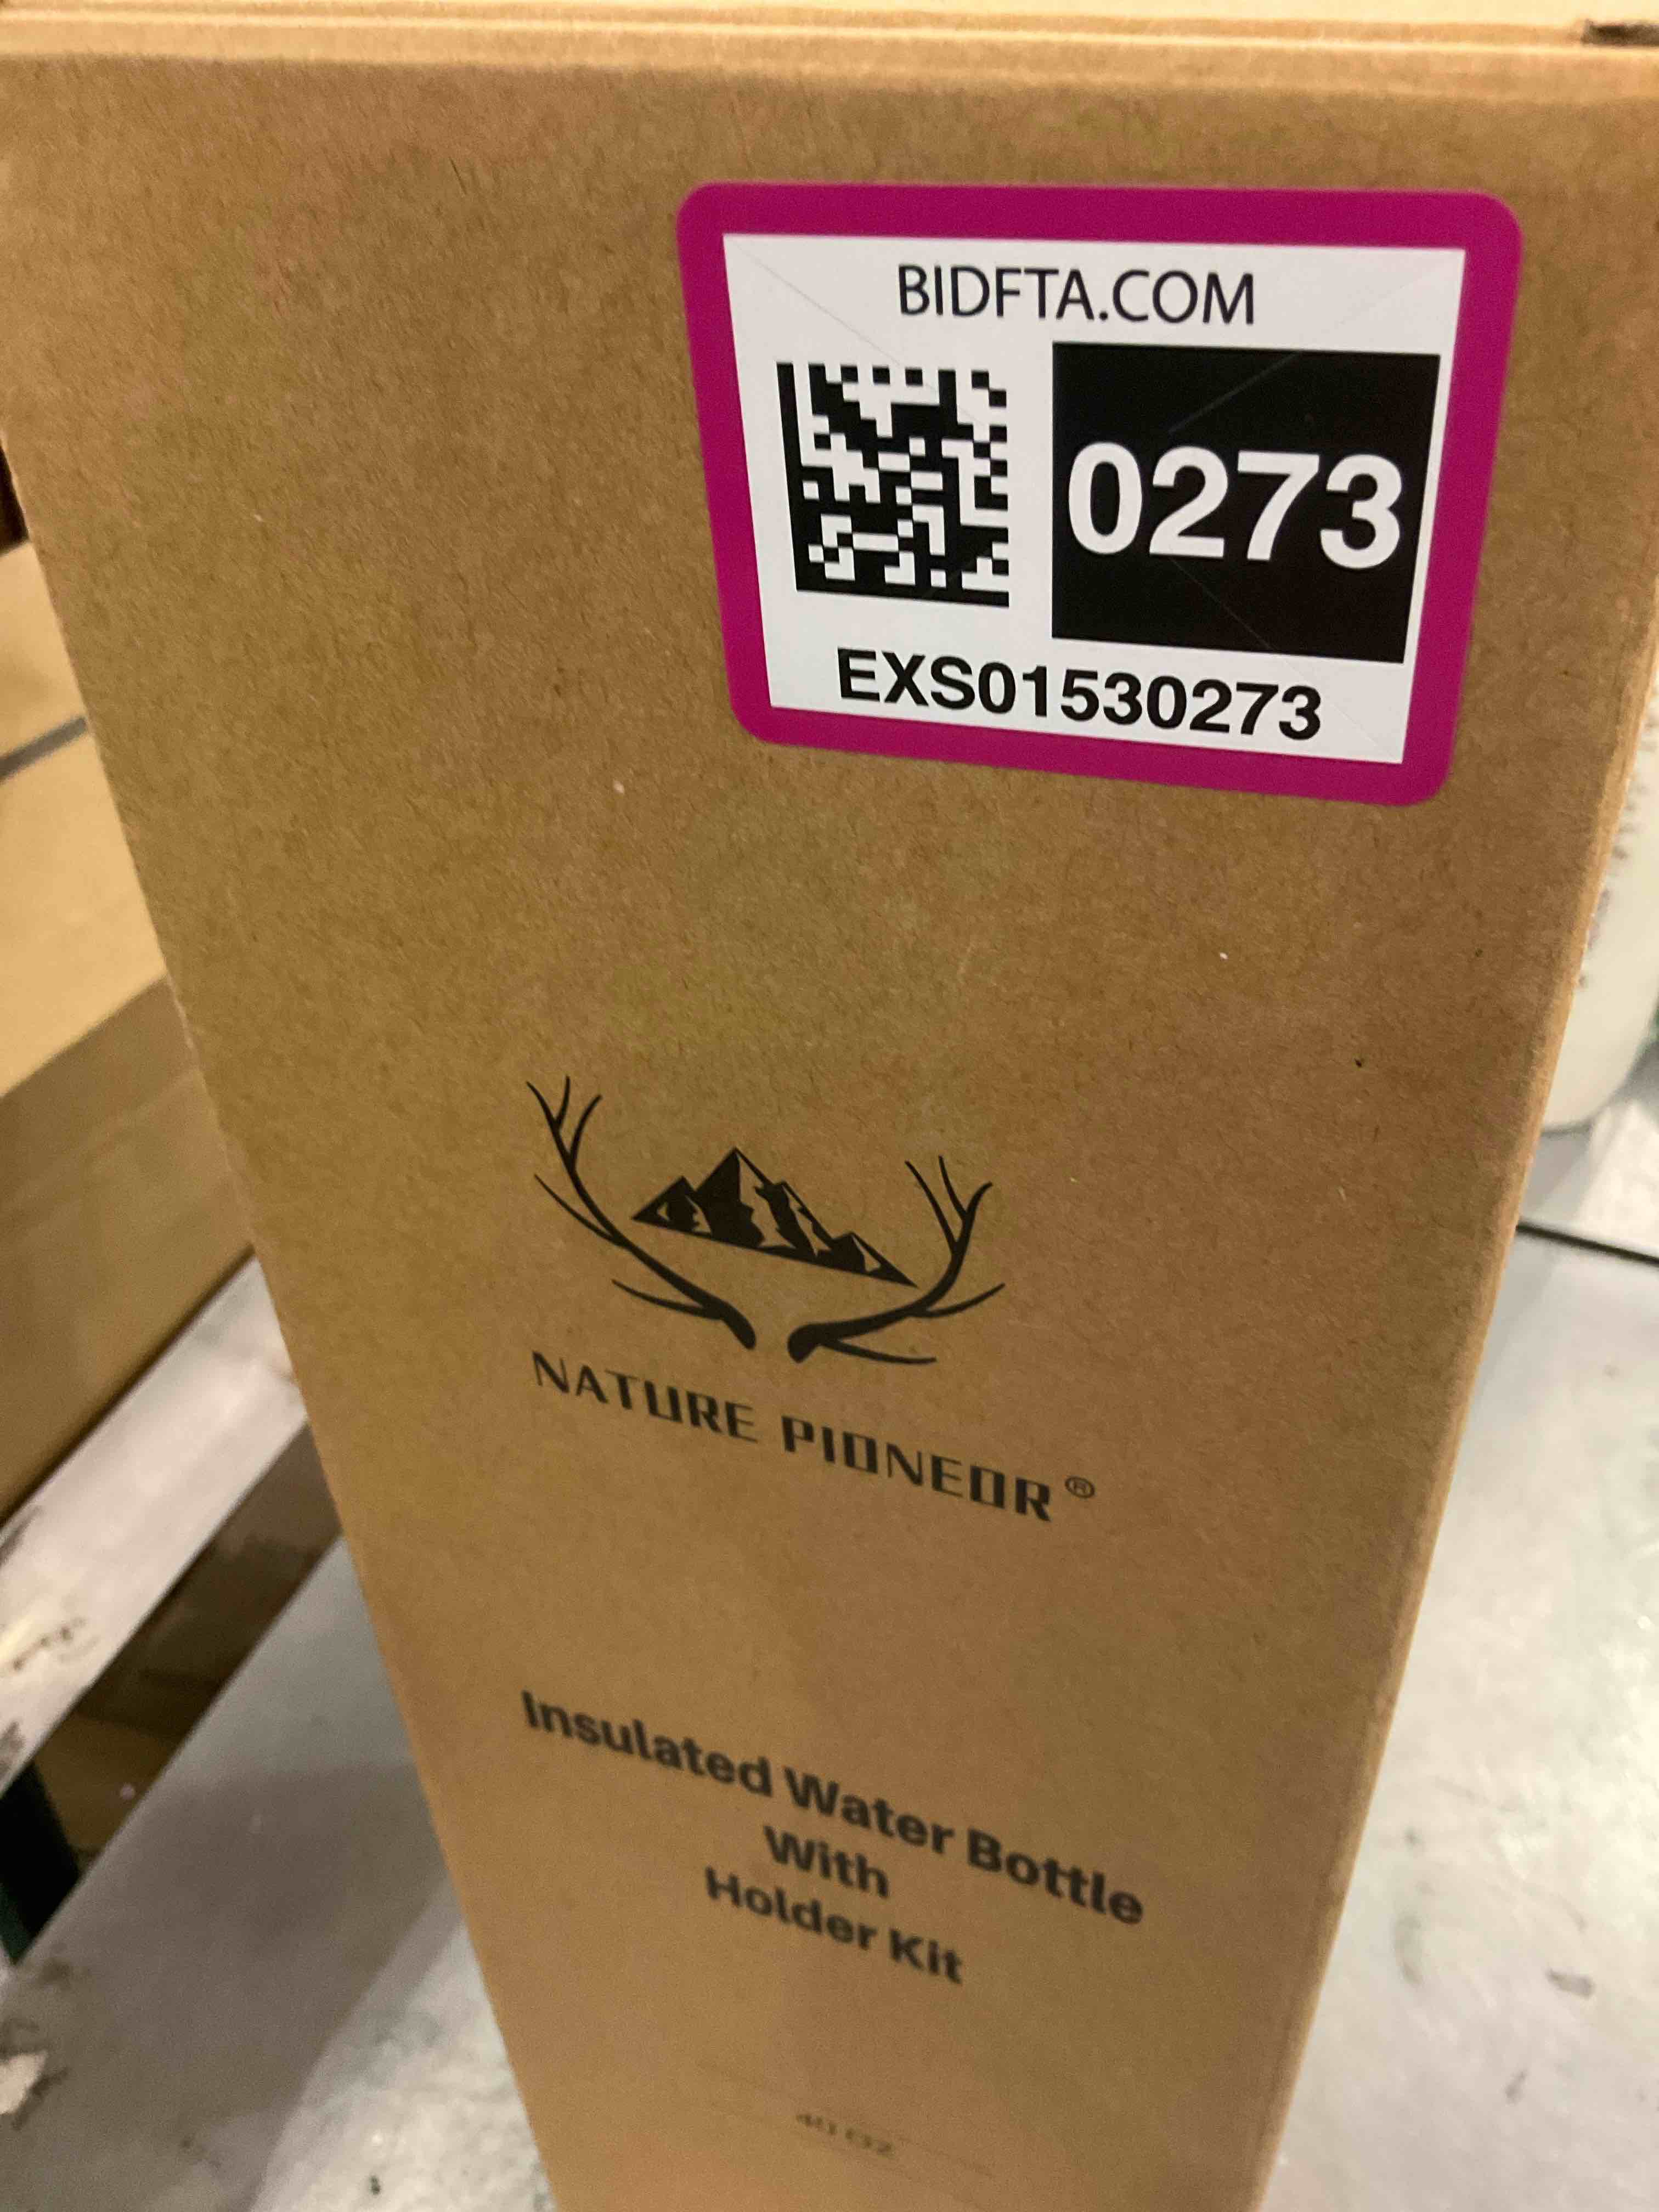 BIDFTA.COM
0273
EXS01530273
NATURE PIONEOR®
Insulated Water Bottle
With
Holder Kit